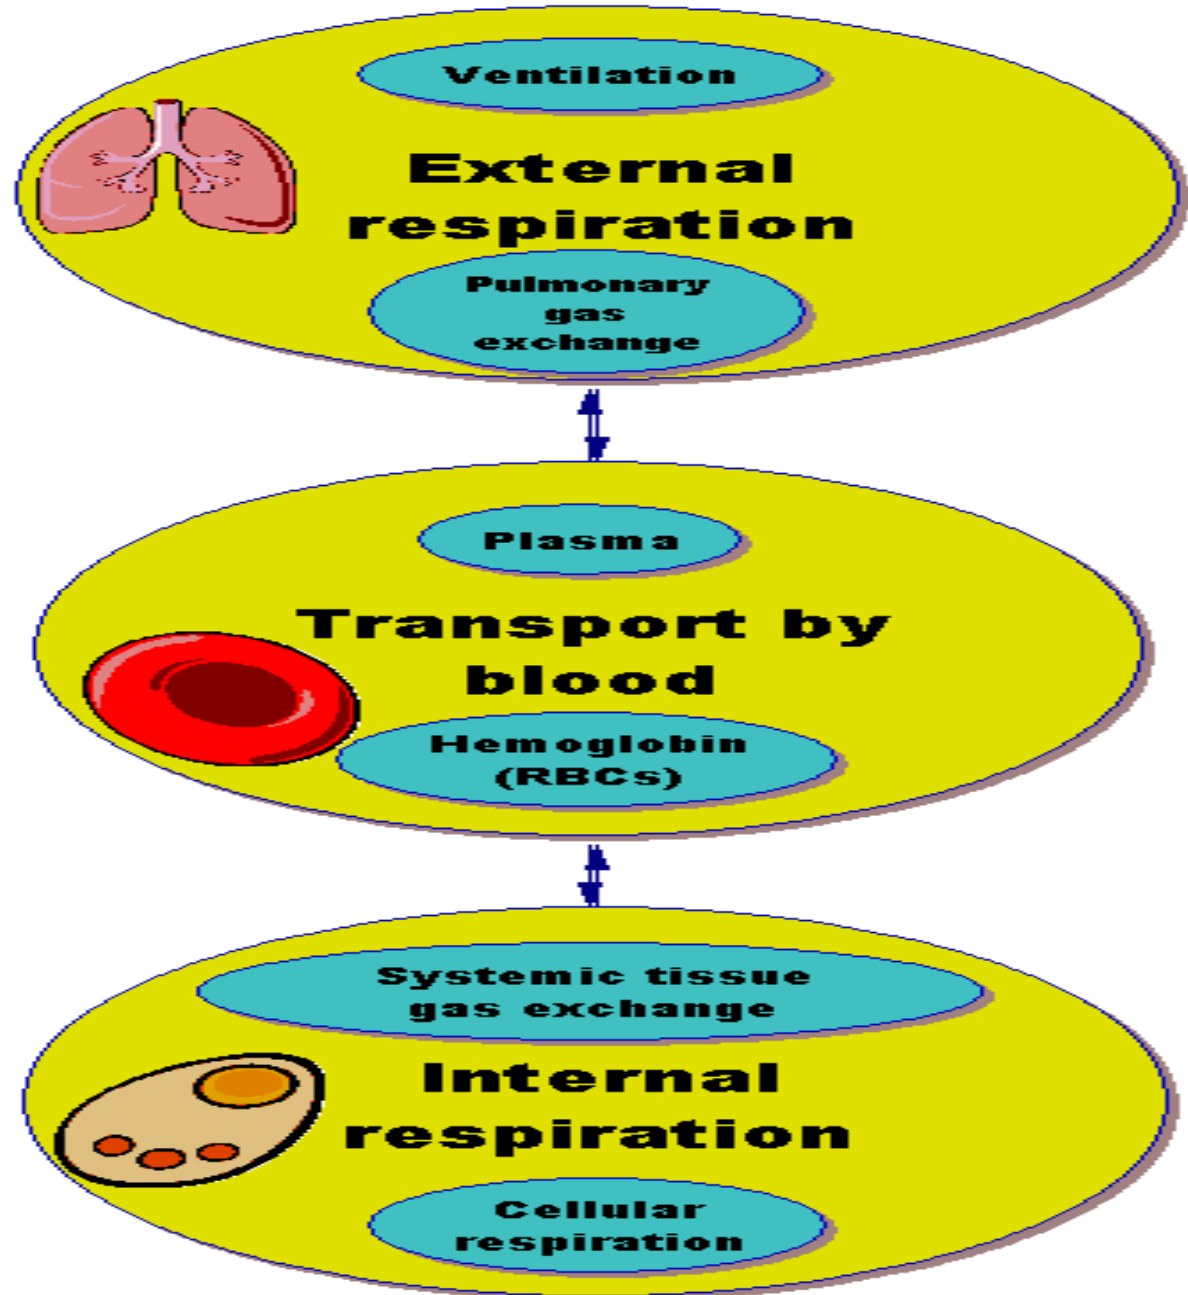 Ventilation
External
respiration
Pulmonary
gas
exchange
Plasma
Transport by
blood
Hemoglobin
(RBCs)
Systemic tissue
gas exchange
Internal
respiration
Cellular
respiration